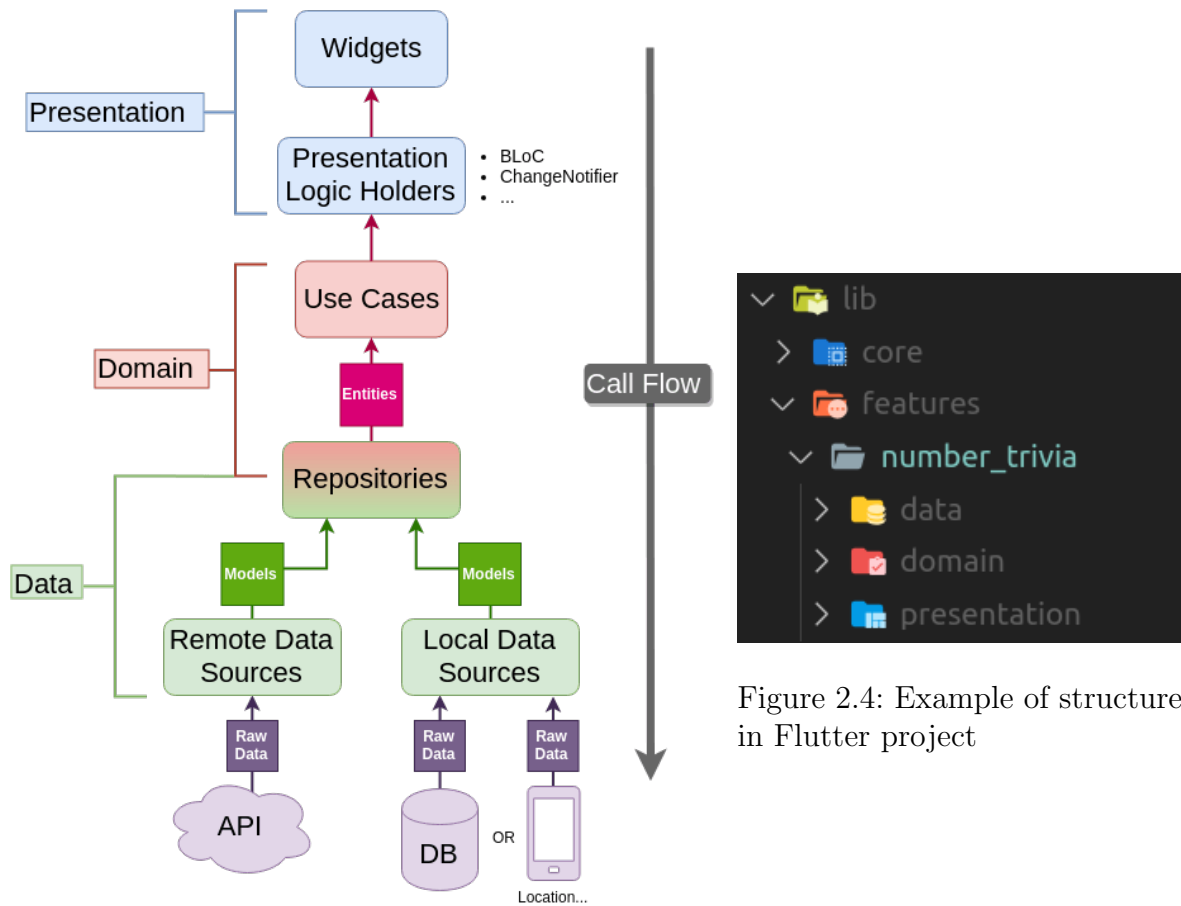 Widgets
Presentation
Presentation
Logic Holders
• BLoC
• ChangeNotifier
• ...
Use Cases
Domain
Entities
Call Flow
Repositories
Models
Models
Data
Remote Data
Sources
Local Data
Sources
Raw
Data
Raw
Data
Raw
Data
API
DB
OR
Location...
lib
core
features
number_trivia
data
domain
presentation
Figure 2.4: Example of structure
in Flutter project